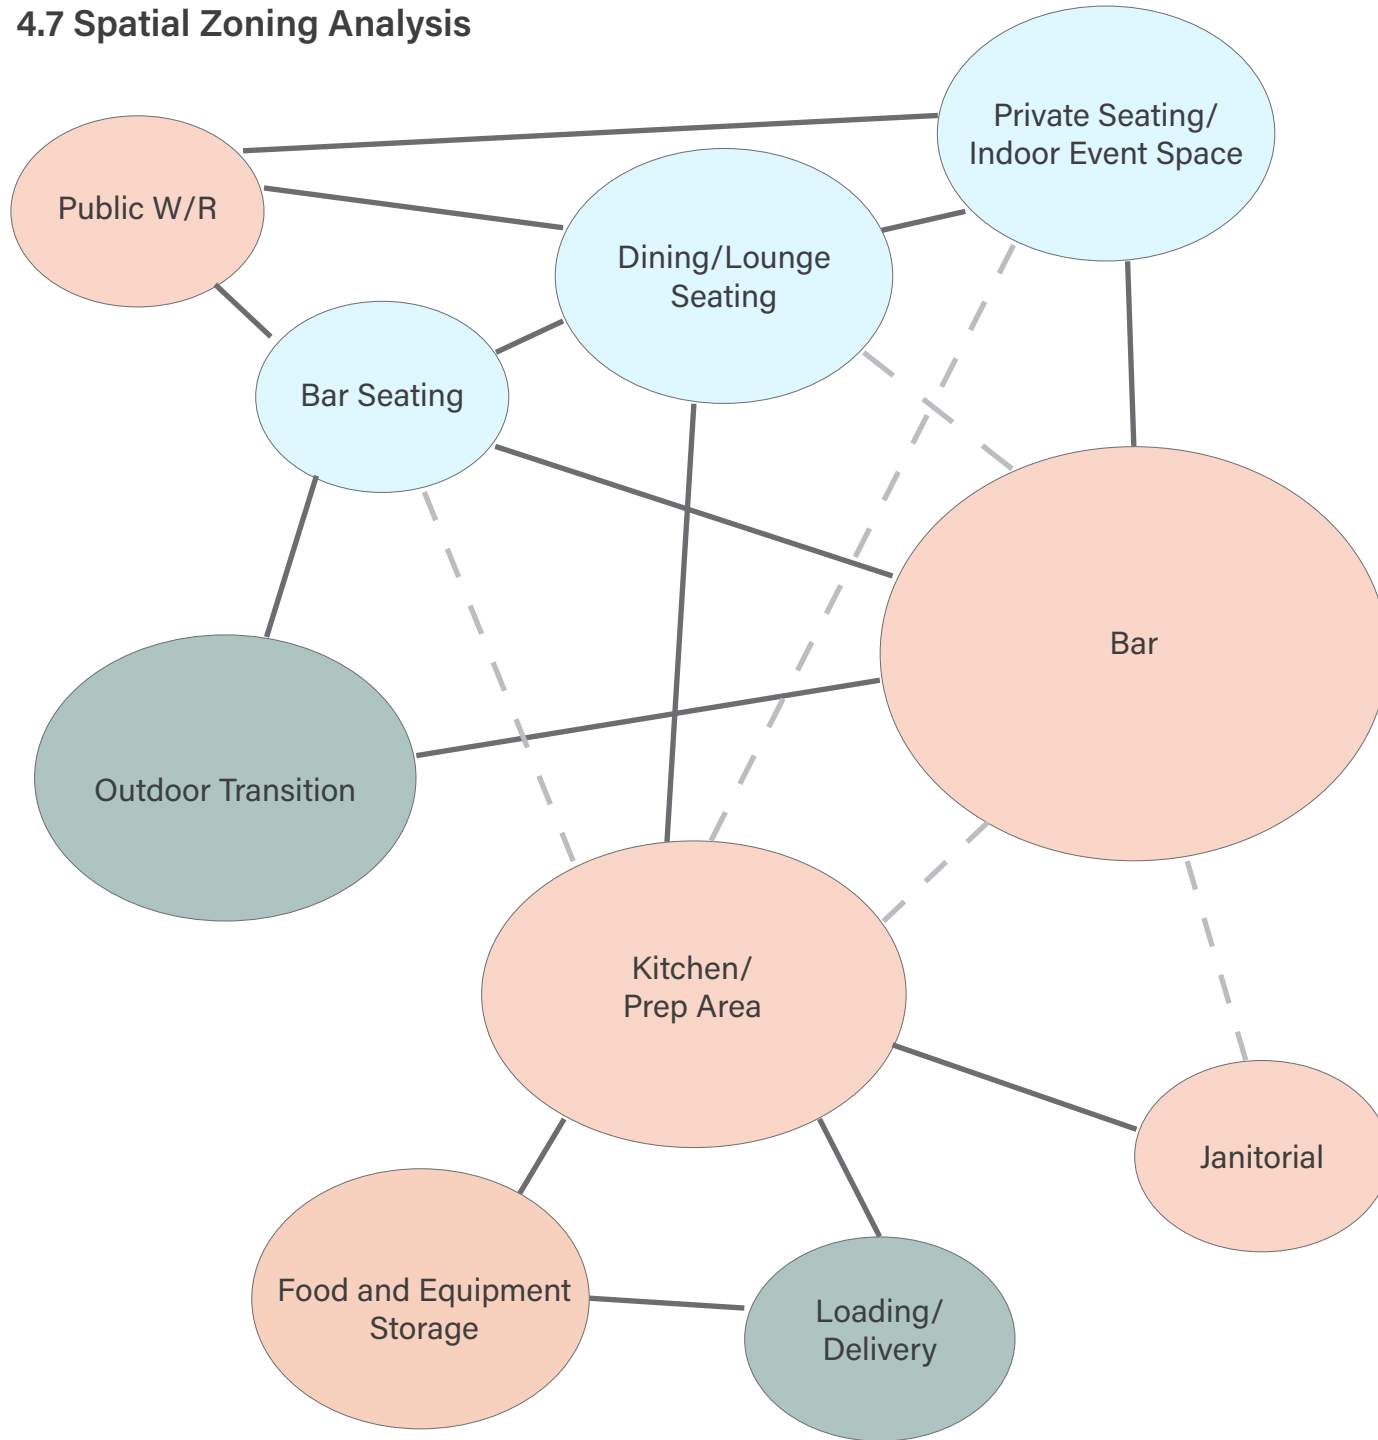 4.7 Spatial Zoning Analysis
Private Seating/
Indoor Event Space
Public W/R
Dining/Lounge
Seating
Bar Seating
Bar
Outdoor Transition
Kitchen/
Prep Area
Janitorial
Food and Equipment
Storage
Loading/
Delivery